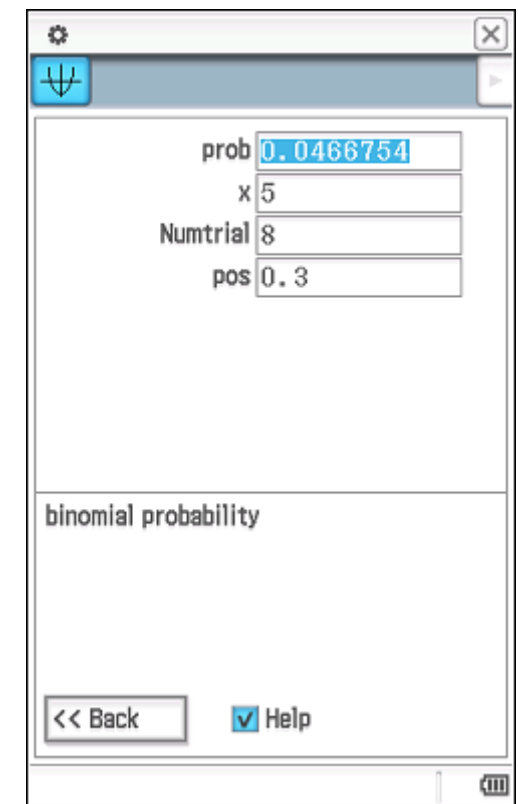 prob 0.0466754
x 5
Numtrial 8
pos 0.3
binomial probability
<< Back Help